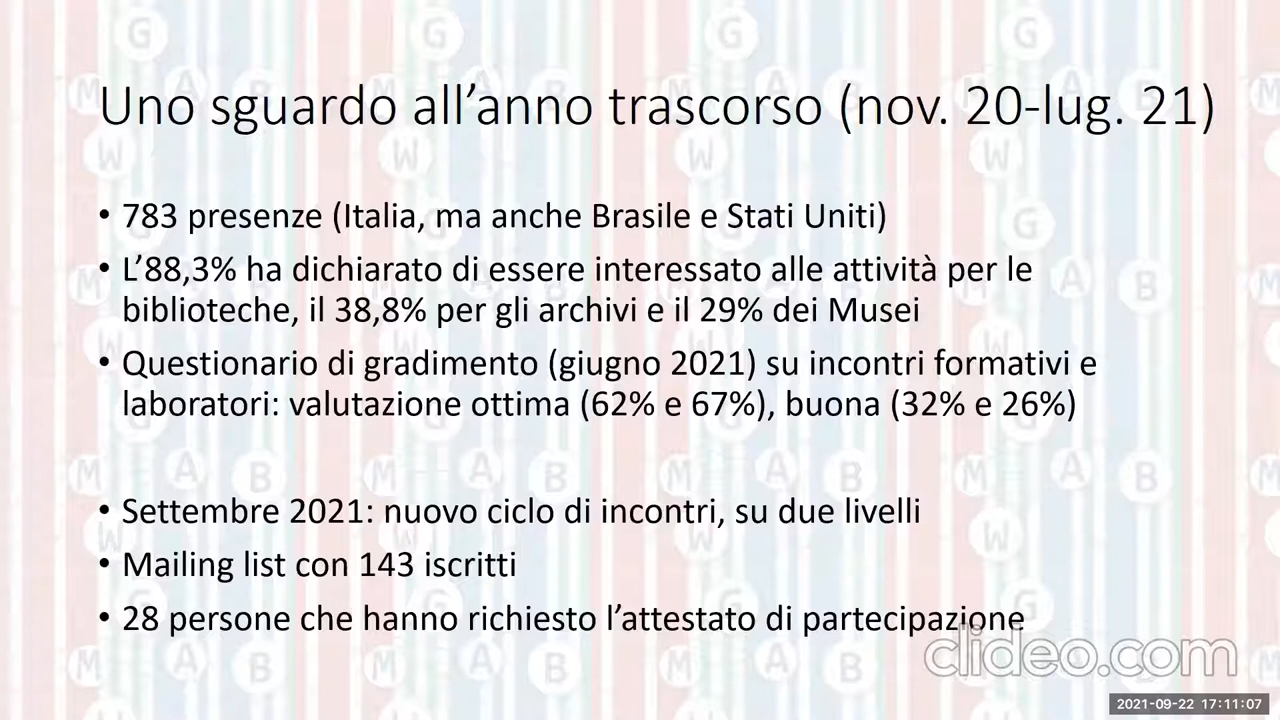 Uno sguardo all’anno trascorso (nov. 20-lug. 21)
• 783 presenze (Italia, ma anche Brasile e Stati Uniti)
• L’88,3% ha dichiarato di essere interessato alle attività per le
biblioteche, il 38,8% per gli archivi e il 29% dei Musei
• Questionario di gradimento (giugno 2021) su incontri formativi e
laboratori: valutazione ottima (62% e 67%), buona (32% e 26%)
• Settembre 2021: nuovo ciclo di incontri, su due livelli
• Mailing list con 143 iscritti
• 28 persone che hanno richiesto l’attestato di partecipazione
clideo.com
2021-09-22 17:11:07